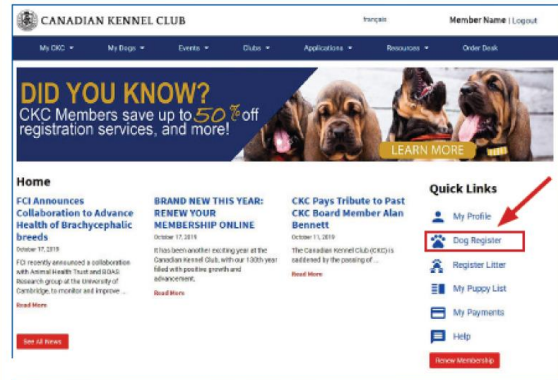 CANADIAN KENNEL CLUB
français
Member Name | Logout
My CKC
My Dogs
Events
Clubs
Applications
Resources
Order Desk
DID YOU KNOW?
CKC Members save up to 50% off
registration services, and more!
LEARN MORE
Home
FCI Announces
Collaboration to Advance
Health of Brachycephalic
breeds
October 17, 2019
FCI recently announced a collaboration
with Animal Health Trust and BOAS
Research group at the University of
Cambridge, to monitor and improve ...
Read More
BRAND NEW THIS YEAR:
RENEW YOUR
MEMBERSHIP ONLINE
October 17, 2019
It has been another exciting year at the
Canadian Kennel Club, with our 130th year
filled with positive growth and
advancement.
Read More
CKC Pays Tribute to Past
CKC Board Member Alan
Bennett
October 11, 2019
The Canadian Kennel Club (CKC) is
saddened by the passing of ...
Read More
See All News
Quick Links
My Profile
Dog Register
Register Litter
My Puppy List
My Payments
Help
Renew Membership